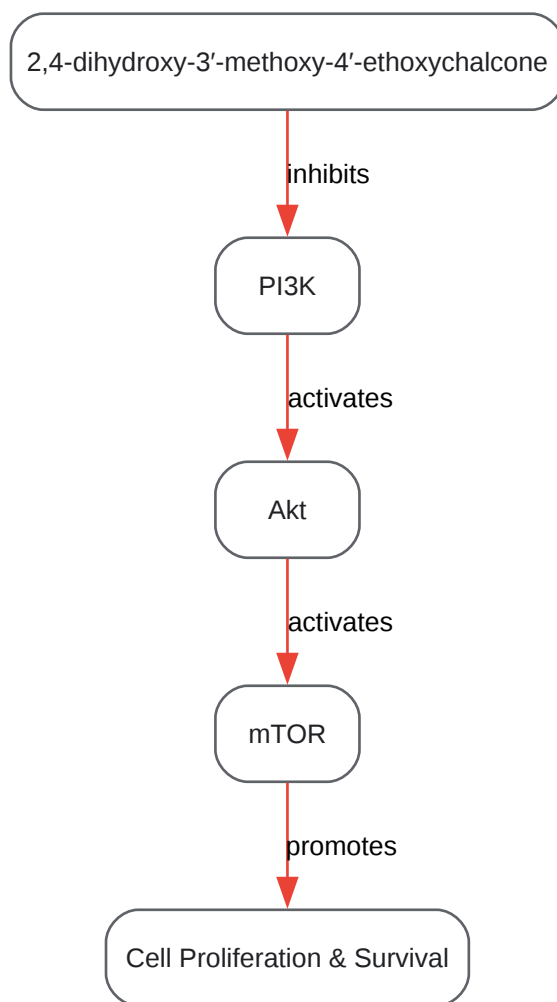 2,4-dihydroxy-3′-methoxy-4′-ethoxychalcone
inhibits
PI3K
activates
Akt
activates
mTOR
promotes
Cell Proliferation & Survival